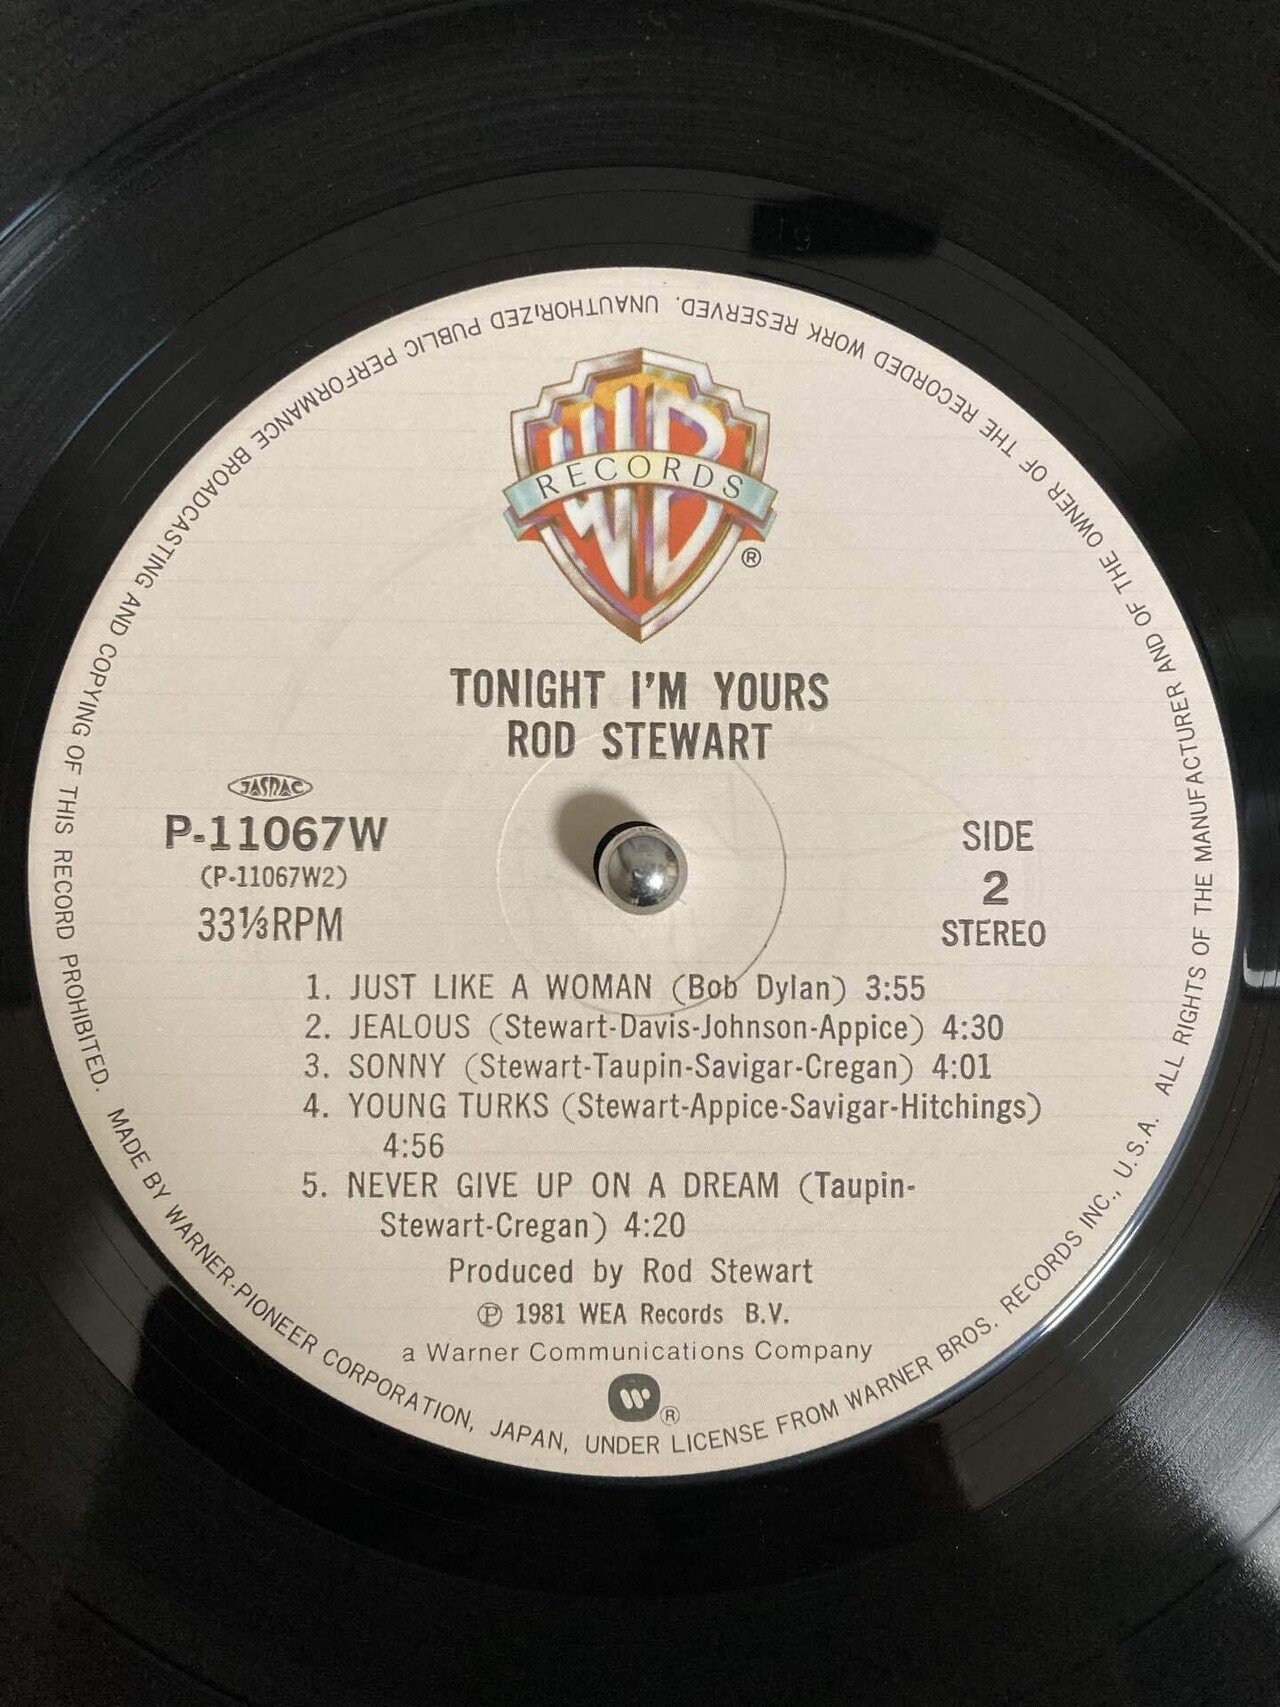 WB
RECORDS
®
TONIGHT I'M YOURS
ROD STEWART
JASRAC
P-11067W
(P-11067W2)
33⅓RPM
SIDE
2
STEREO
1. JUST LIKE A WOMAN (Bob Dylan) 3:55
2. JEALOUS (Stewart-Davis-Johnson-Appice) 4:30
3. SONNY (Stewart-Taupin-Savigar-Cregan) 4:01
4. YOUNG TURKS (Stewart-Appice-Savigar-Hitchings)
4:56
5. NEVER GIVE UP ON A DREAM (Taupin-
Stewart-Cregan) 4:20
Produced by Rod Stewart
℗ 1981 WEA Records B.V.
a Warner Communications Company
®
MADE BY WARNER-PIONEER CORPORATION, JAPAN, UNDER LICENSE FROM WARNER BROS. RECORDS INC., U.S.A. ALL RIGHTS OF THE MANUFACTURER AND OF THE OWNER OF THE RECORDED WORK RESERVED. UNAUTHORIZED PUBLIC PERFORMANCE BROADCASTING AND COPYING OF THIS RECORD PROHIBITED.